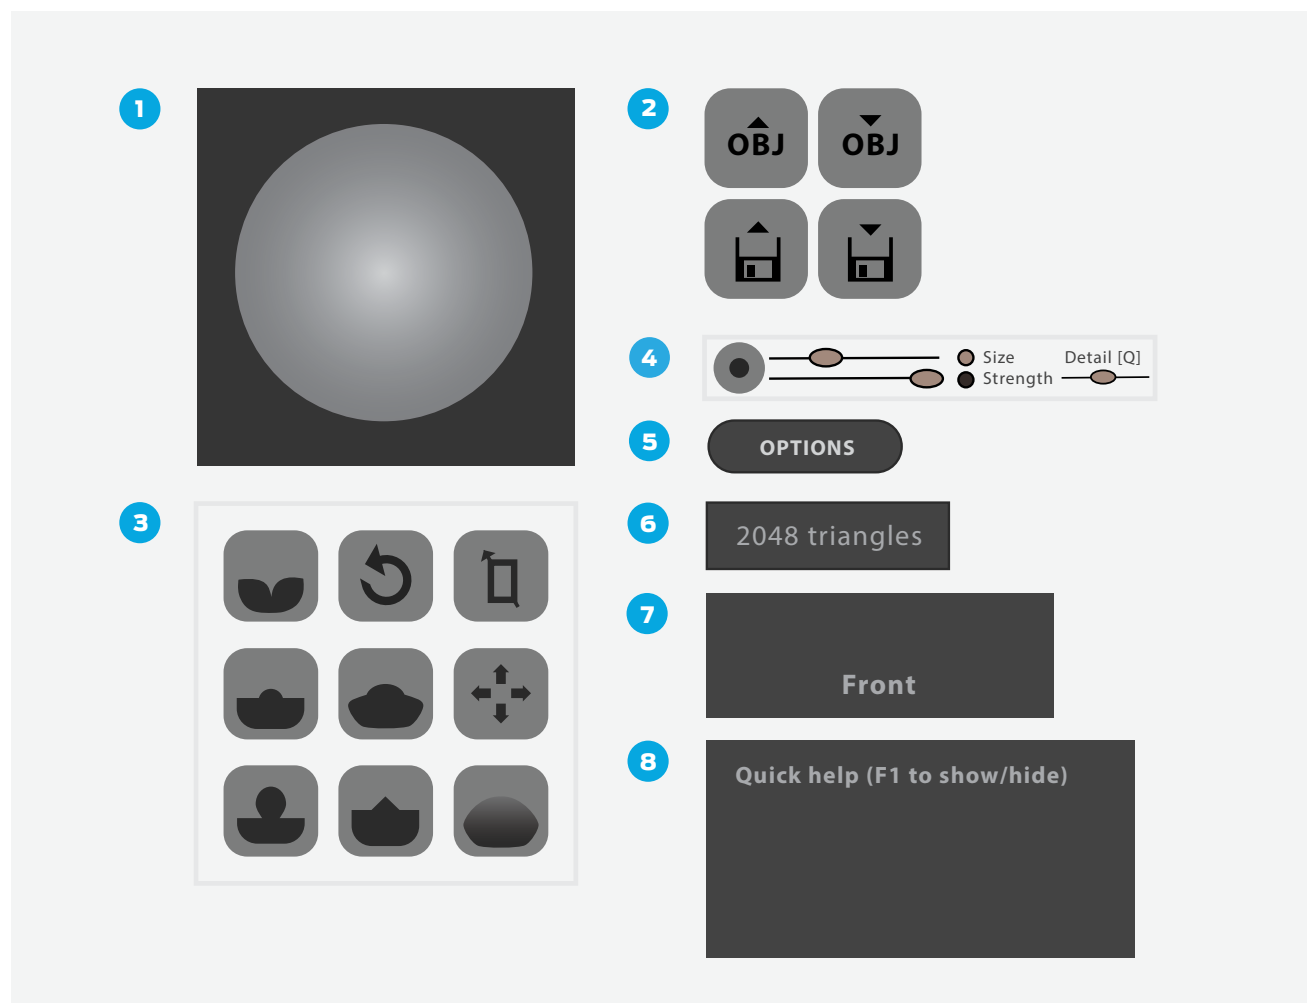 1
2
OBJ
OBJ
3
4
Size
Detail [Q]
Strength
5
OPTIONS
6
2048 triangles
7
Front
8
Quick help (F1 to show/hide)